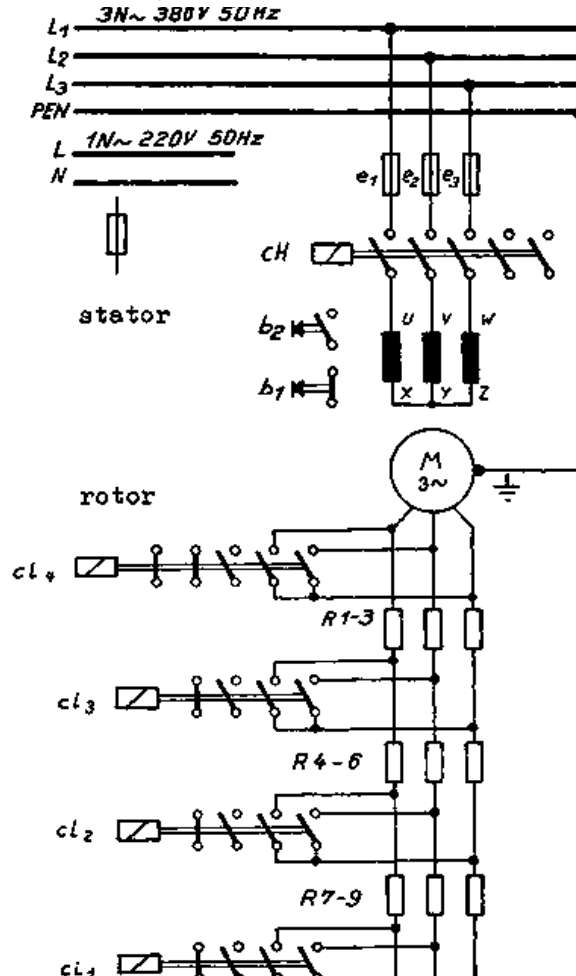 3N~ 380V 50Hz
L1
L2
L3
PEN
1N~ 220V 50Hz
L
N
e1 e2 e3
cH
stator
U V W
b2
b1
X Y Z
M
3~
rotor
cl4
R1-3
cl3
R4-6
cl2
R7-9
cl1